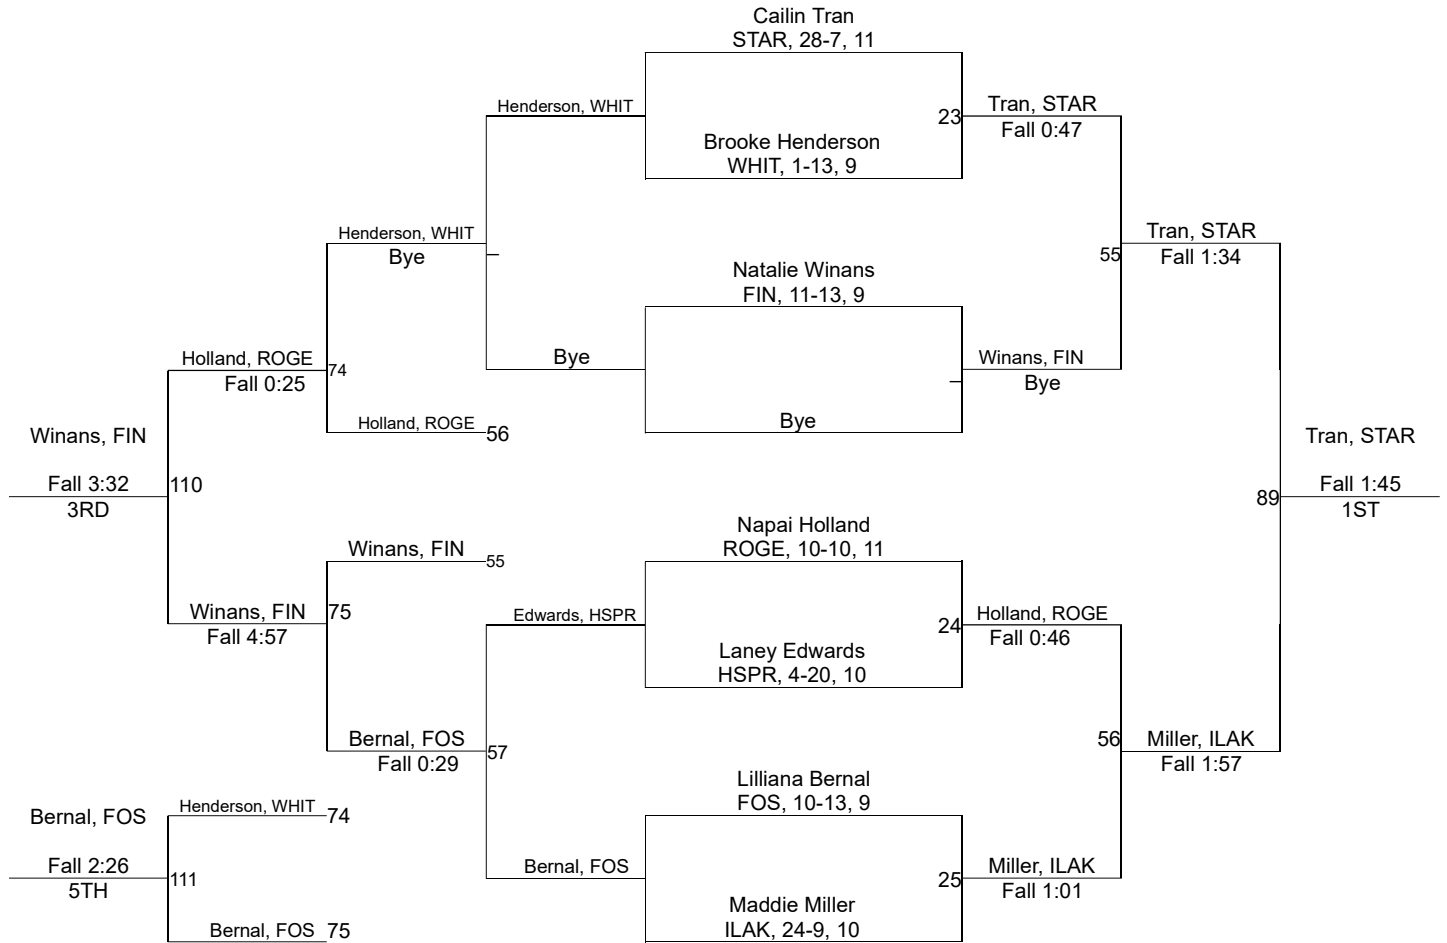 Cailin Tran
STAR, 28-7, 11
Henderson, WHIT
23
Tran, STAR
Fall 0:47
Brooke Henderson
WHIT, 1-13, 9
Henderson, WHIT
Bye
55
Tran, STAR
Fall 1:34
Natalie Winans
FIN, 11-13, 9
Holland, ROGE
Fall 0:25
74
Bye
Winans, FIN
Bye
Holland, ROGE
56
Bye
Winans, FIN
Fall 3:32
3RD
110
89
Tran, STAR
Fall 1:45
1ST
Napai Holland
ROGE, 10-10, 11
Winans, FIN
55
Winans, FIN
Fall 4:57
75
Edwards, HSPR
24
Holland, ROGE
Fall 0:46
Laney Edwards
HSPR, 4-20, 10
Bernal, FOS
Fall 0:29
57
56
Miller, ILAK
Fall 1:57
Lilliana Bernal
FOS, 10-13, 9
Bernal, FOS
Fall 2:26
5TH
Henderson, WHIT
74
111
Bernal, FOS
25
Miller, ILAK
Fall 1:01
Maddie Miller
ILAK, 24-9, 10
Bernal, FOS
75